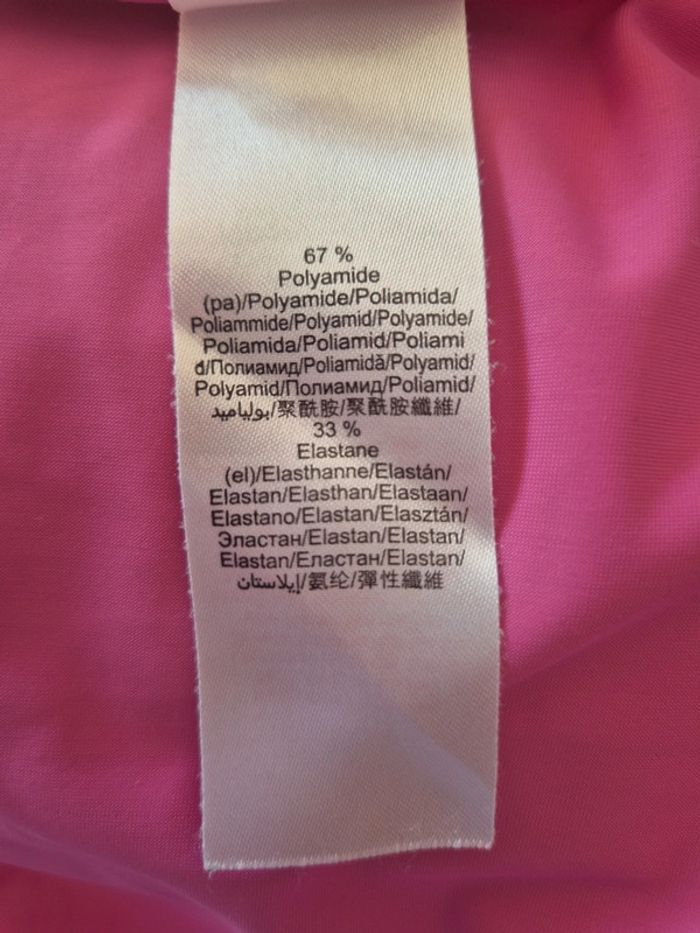 67 %
Polyamide
(pa)/Polyamide/Poliamida/
Poliammide/Polyamid/Polyamide/
Poliamida/Poliamid/Poliami
d/Полиамид/Poliamidă/Polyamid/
Polyamid/Полиамид/Poliamid/
بولياميد/聚酰胺/聚酰胺纖維/
33 %
Elastane
(el)/Elasthanne/Elastán/
Elastan/Elasthan/Elastaan/
Elastano/Elastan/Elasztán/
Эластан/Elastan/Elastan/
Elastan/Еластан/Elastan/
إيلاستان/氨纶/彈性纖維